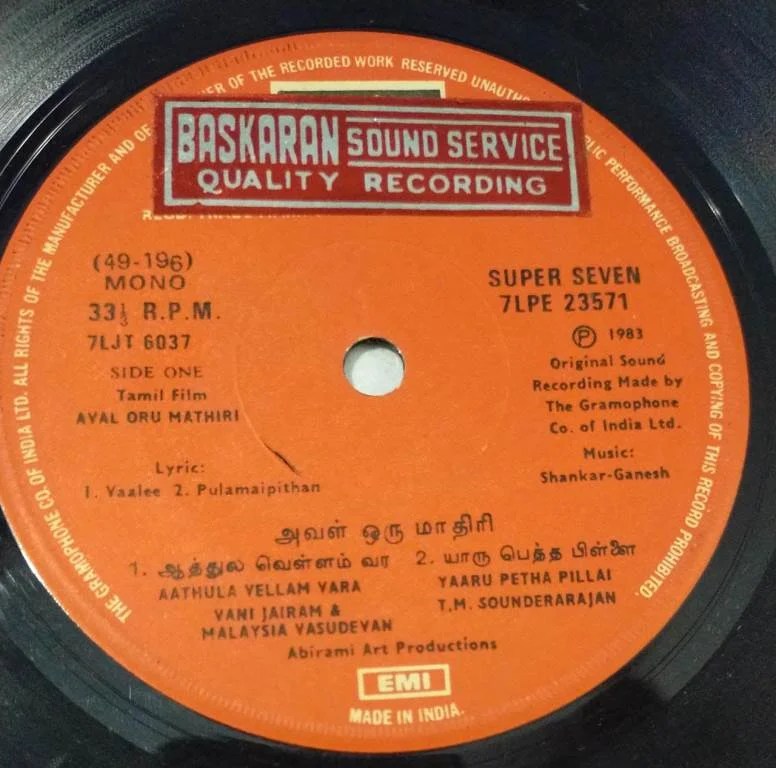 THE GRAMOPHONE CO. OF INDIA LTD. ALL RIGHTS OF THE MANUFACTURER AND OF
OF THE RECORDED WORK RESERVED
PERFORMANCE BROADCASTING AND COPYING OF THIS RECORD PROHIBITED.
BASKARAN SOUND SERVICE
QUALITY RECORDING
(49-196)
MONO
33⅓ R.P.M.
7LJT 6037
SIDE ONE
Tamil Film
AVAL ORU MATHIRI
Lyric:
1. Vaalee 2. Pulamaipithan
SUPER SEVEN
7LPE 23571
Ⓟ 1983
Original Sound
Recording Made by
The Gramophone
Co. of India Ltd.
Music:
Shankar-Ganesh
அவள் ஒரு மாதிரி
1. ஆத்துல வெள்ளம் வர
AATHULA VELLAM VARA
VANI JAIRAM &
MALAYSIA VASUDEVAN
2. யாரு பெத்த பிள்ளை
YAARU PETHA PILLAI
T.M. SOUNDERARAJAN
Abirami Art Productions
EMI
MADE IN INDIA.